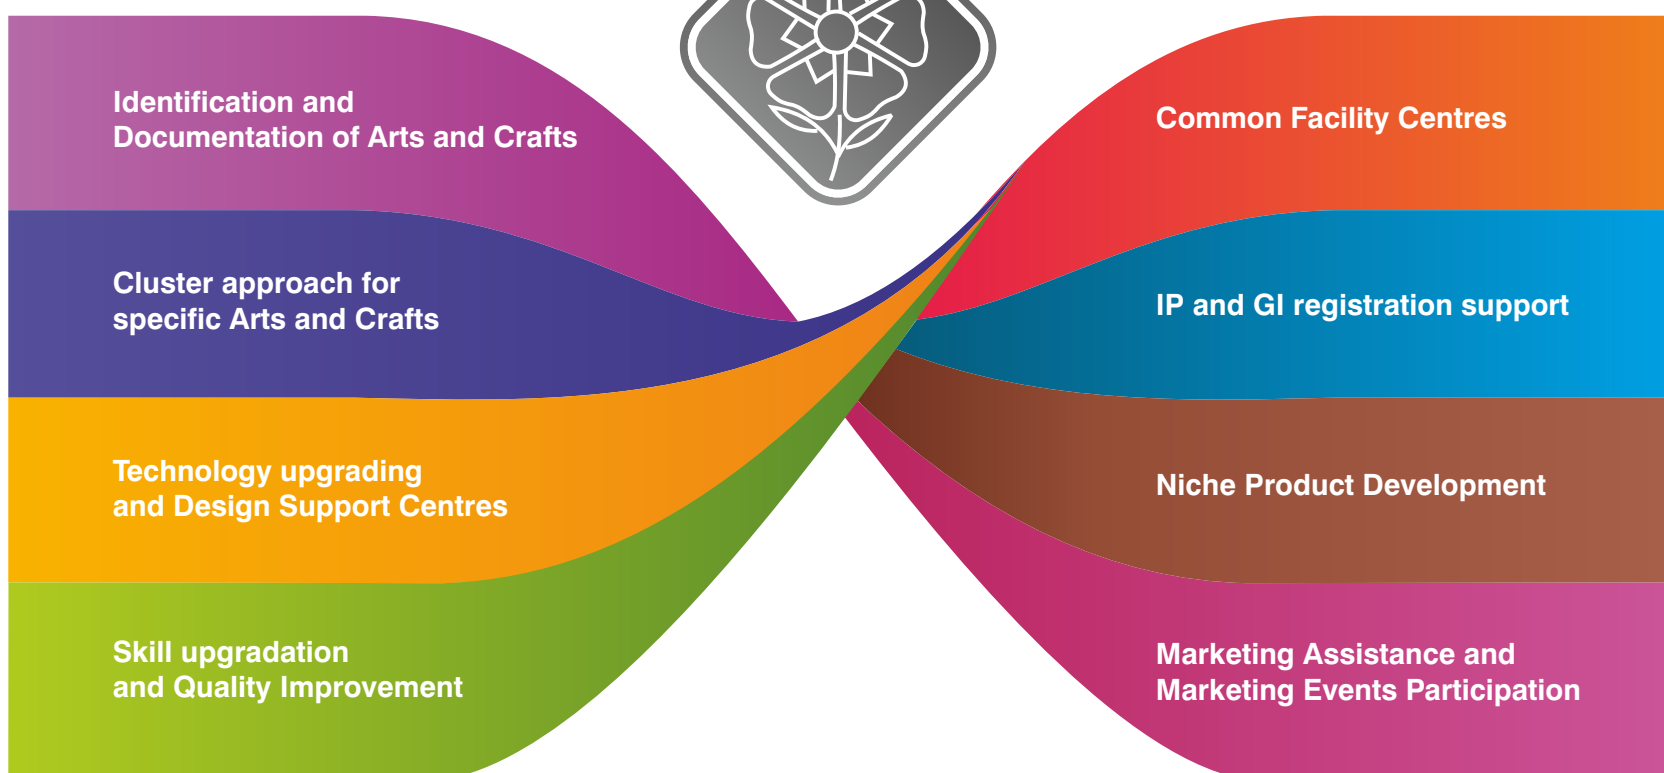 Identification and
Documentation of Arts and Crafts
Cluster approach for
specific Arts and Crafts
Technology upgrading
and Design Support Centres
Skill upgradation
and Quality Improvement
Common Facility Centres
IP and GI registration support
Niche Product Development
Marketing Assistance and
Marketing Events Participation